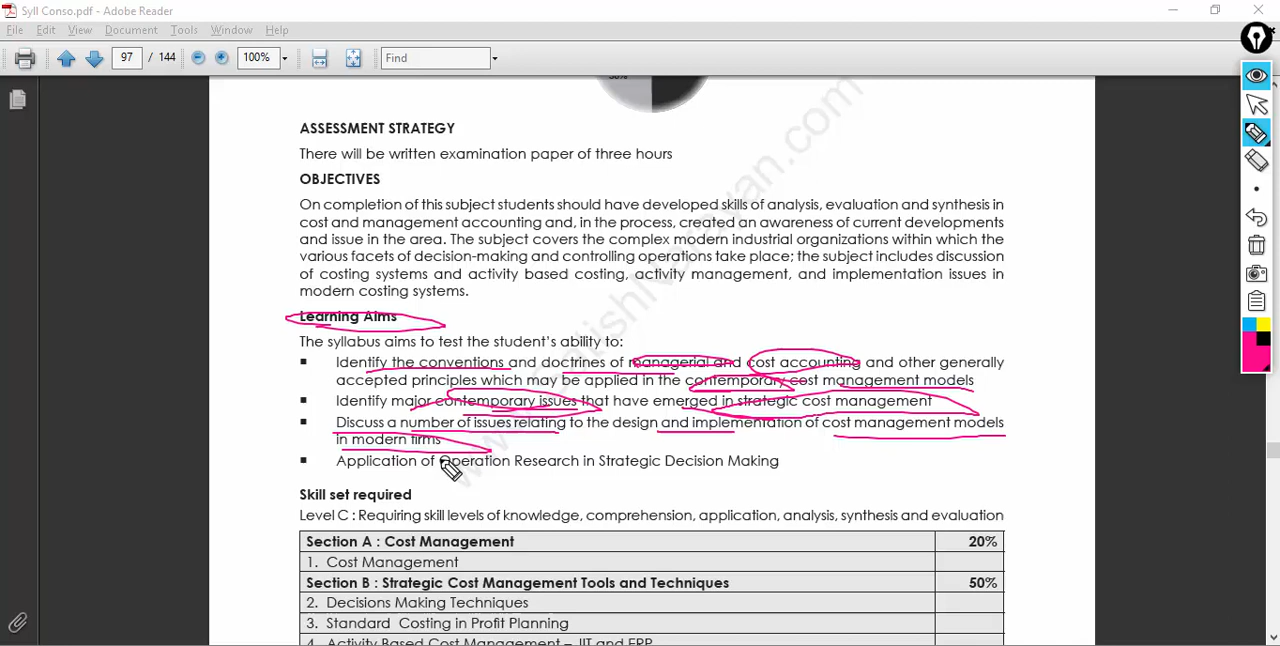 Syll Conso.pdf - Adobe Reader
File Edit View Document Tools Window Help
97 / 144 100% Find
ASSESSMENT STRATEGY
There will be written examination paper of three hours
OBJECTIVES
On completion of this subject students should have developed skills of analysis, evaluation and synthesis in
cost and management accounting and, in the process, created an awareness of current developments
and issue in the area. The subject covers the complex modern industrial organizations within which the
various facets of decision-making and controlling operations take place; the subject includes discussion
of costing systems and activity based costing, activity management, and implementation issues in
modern costing systems.
Learning Aims
The syllabus aims to test the student's ability to:
▪ Identify the conventions and doctrines of managerial and cost accounting and other generally
accepted principles which may be applied in the contemporary cost management models
▪ Identify major contemporary issues that have emerged in strategic cost management
▪ Discuss a number of issues relating to the design and implementation of cost management models
in modern firms
▪ Application of Operation Research in Strategic Decision Making
Skill set required
Level C : Requiring skill levels of knowledge, comprehension, application, analysis, synthesis and evaluation
Section A : Cost Management 20%
1. Cost Management
Section B : Strategic Cost Management Tools and Techniques 50%
2. Decisions Making Techniques
3. Standard Costing in Profit Planning
4. Activity Based Cost Management – JIT and ERP